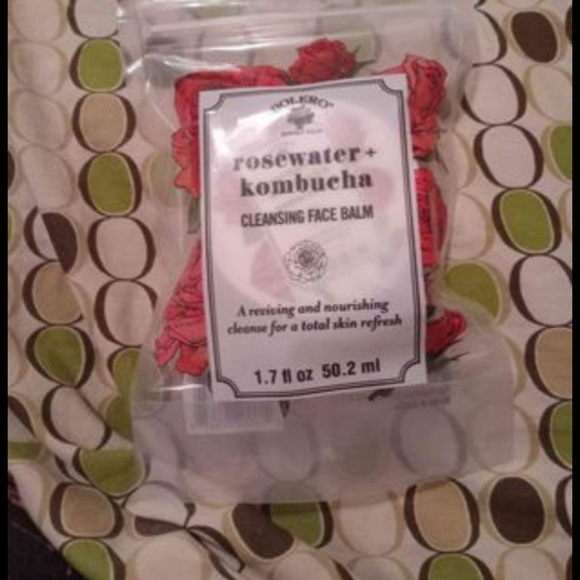 SOLERO
rosewater+
kombucha
CLEANSING FACE BALM
A reviving and nourishing
cleanse for a total skin refresh
1.7 fl oz 50.2 ml